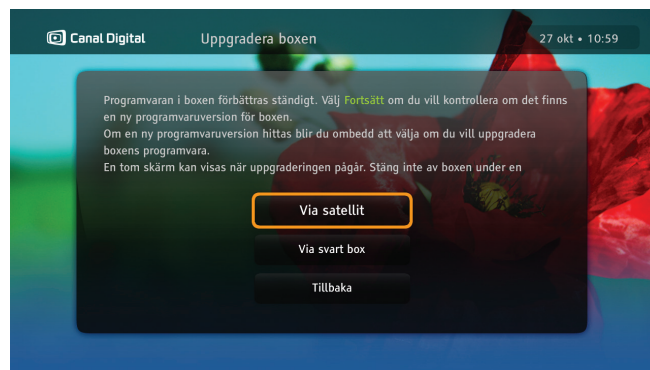 Canal Digital Uppgradera boxen 27 okt • 10:59
Programvaran i boxen förbättras ständigt. Välj Fortsätt om du vill kontrollera om det finns
en ny programvaruversion för boxen.
Om en ny programvaruversion hittas blir du ombedd att välja om du vill uppgradera
boxens programvara.
En tom skärm kan visas när uppgraderingen pågår. Stäng inte av boxen under en
Via satellit
Via svart box
Tillbaka